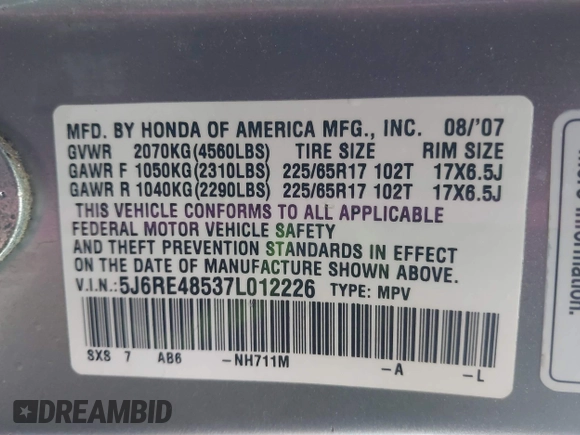 MFD. BY HONDA OF AMERICA MFG., INC. 08/'07
GVWR 2070KG(4560LBS) TIRE SIZE RIM SIZE
GAWR F 1050KG(2310LBS) 225/65R17 102T 17X6.5J
GAWR R 1040KG(2290LBS) 225/65R17 102T 17X6.5J
THIS VEHICLE CONFORMS TO ALL APPLICABLE
FEDERAL MOTOR VEHICLE SAFETY
AND THEFT PREVENTION STANDARDS IN EFFECT
ON THE DATE OF MANUFACTURE SHOWN ABOVE.
V.I.N.:5J6RE48537L012226 TYPE: MPV
SXS 7 AB6 -NH711M -A -L
DREAMBID